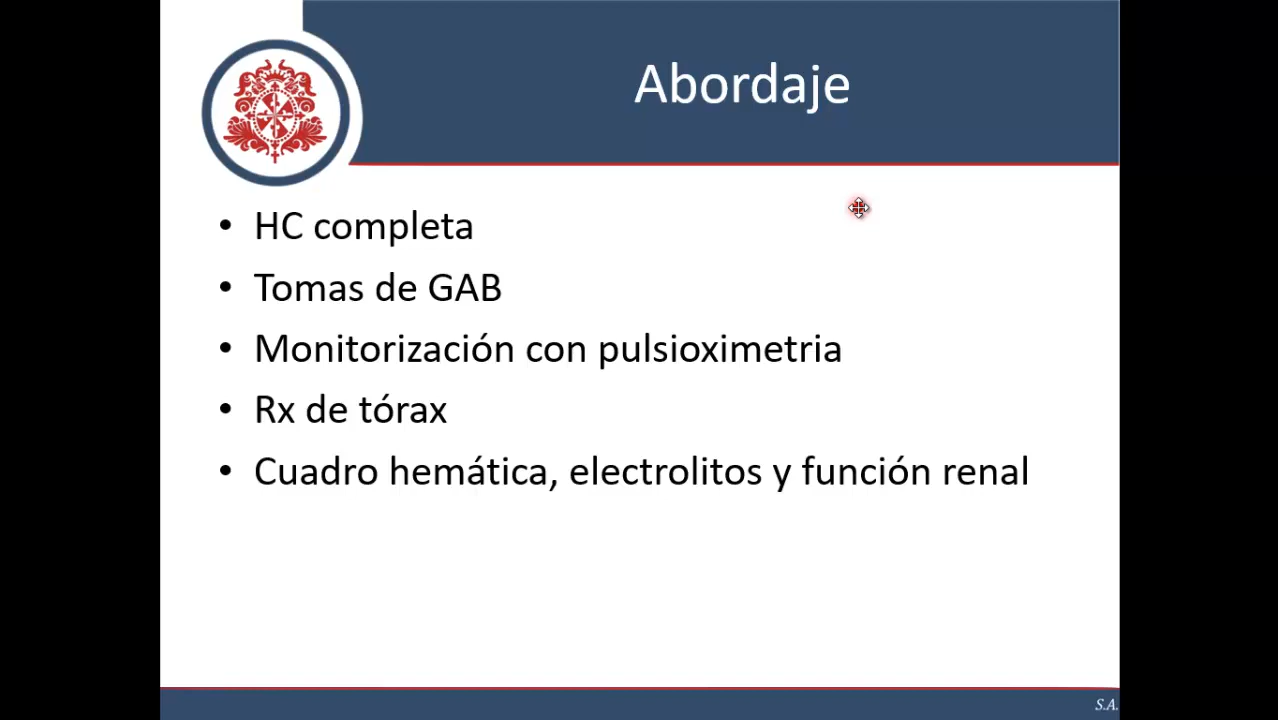 Abordaje
• HC completa
• Tomas de GAB
• Monitorización con pulsioximetria
• Rx de tórax
• Cuadro hemática, electrolitos y función renal
S.A.